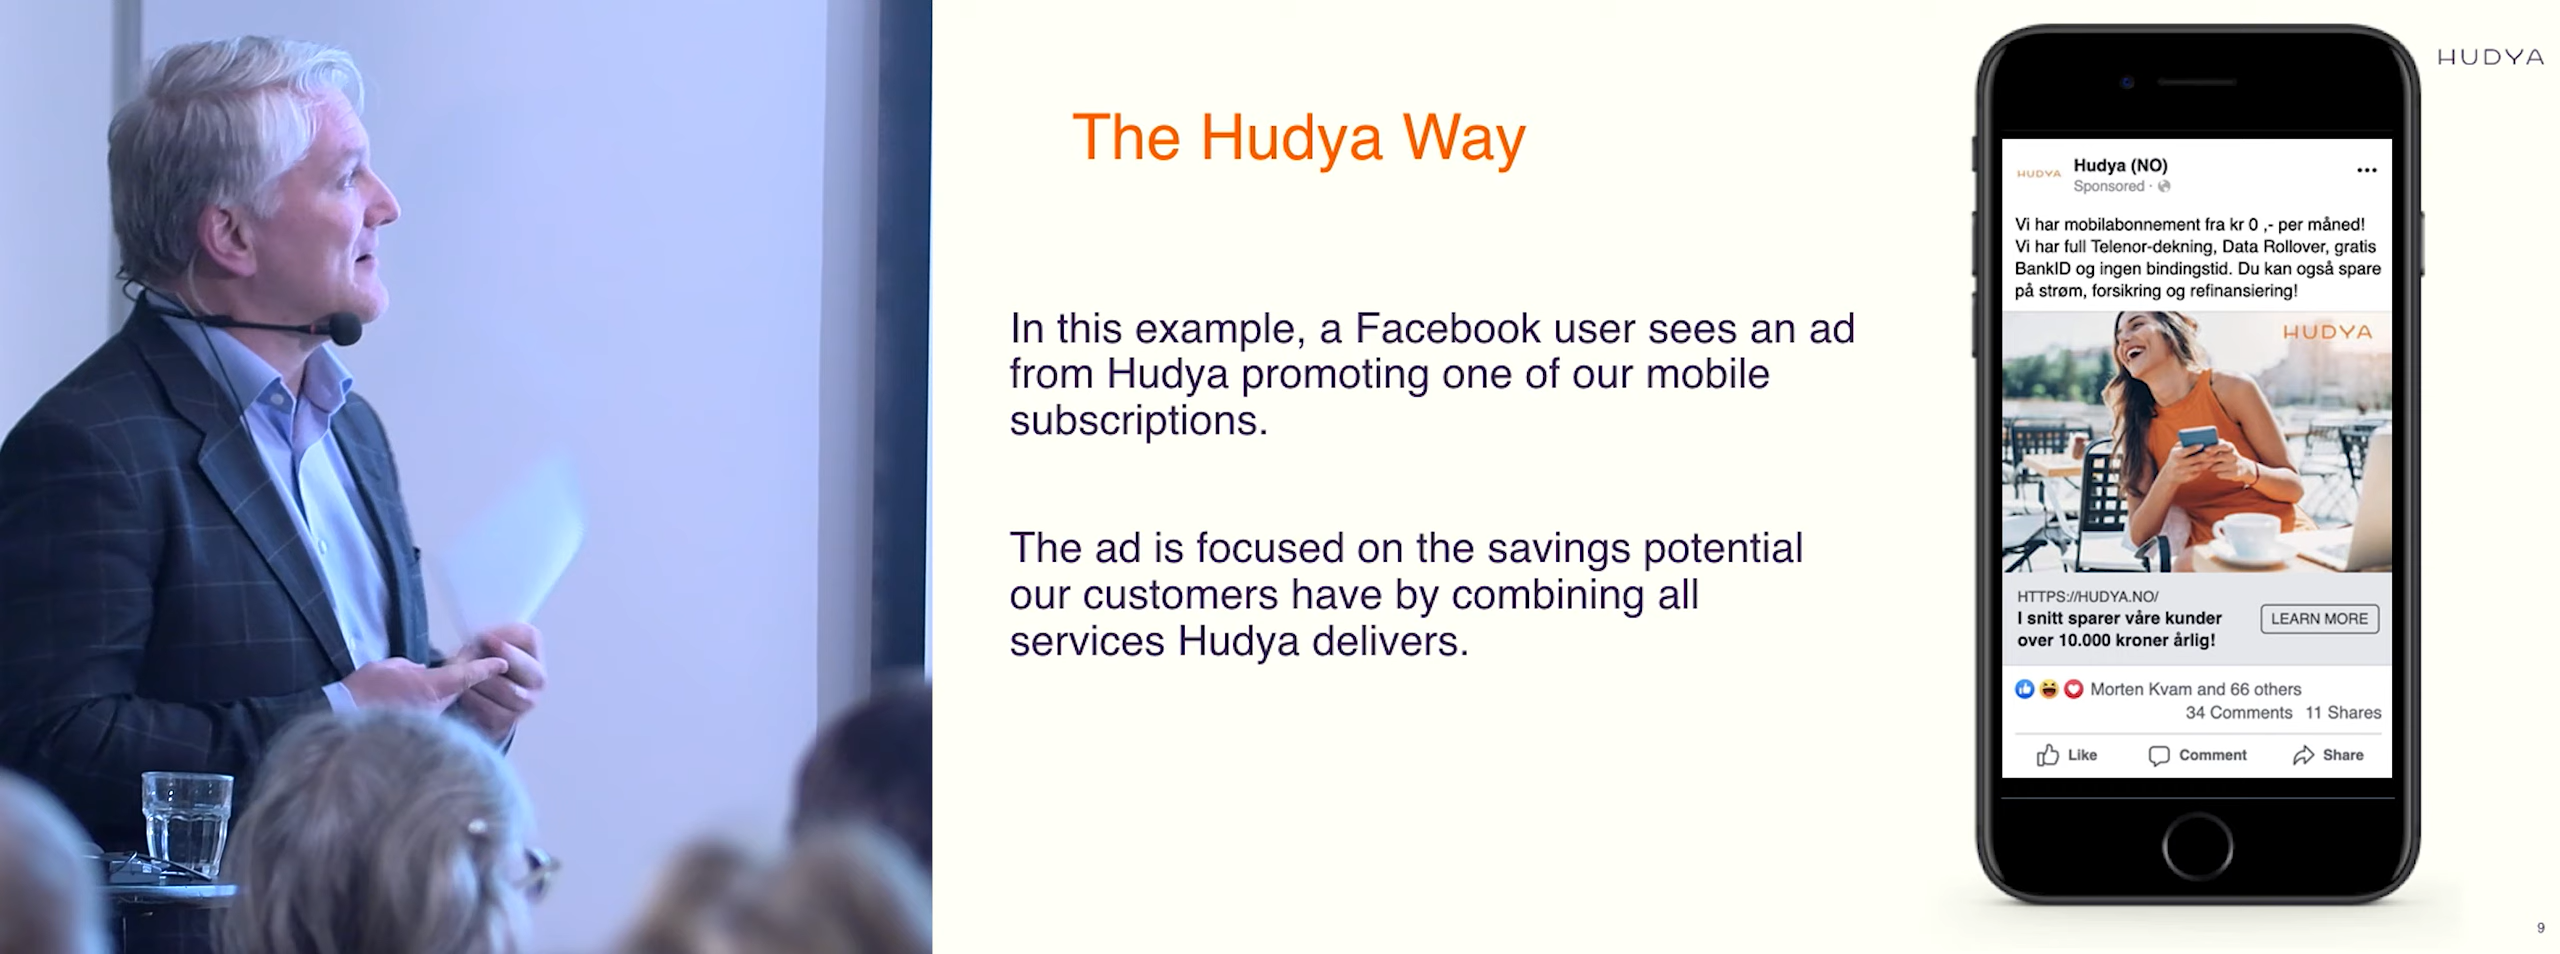 The Hudya Way
In this example, a Facebook user sees an ad
from Hudya promoting one of our mobile
subscriptions.
The ad is focused on the savings potential
our customers have by combining all
services Hudya delivers.
HUDYA
HUDYA
Hudya (NO)
Sponsored ·
Vi har mobilabonnement fra kr 0 ,- per måned!
Vi har full Telenor-dekning, Data Rollover, gratis
BankID og ingen bindingstid. Du kan også spare
på strøm, forsikring og refinansiering!
HUDYA
HTTPS://HUDYA.NO/
I snitt sparer våre kunder
over 10.000 kroner årlig!
LEARN MORE
Morten Kvam and 66 others
34 Comments 11 Shares
Like Comment Share
9